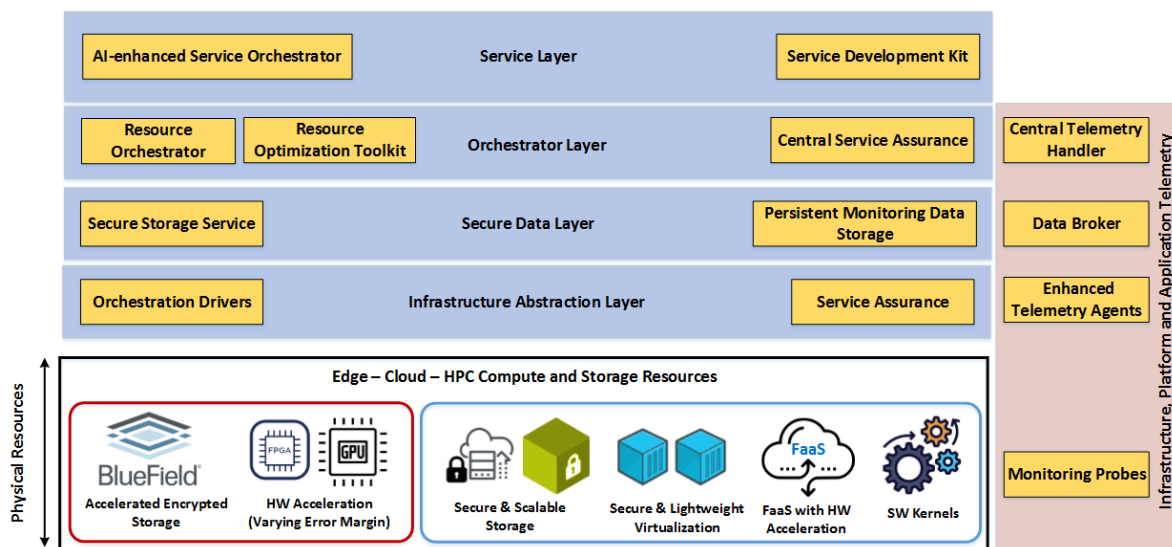 AI-enhanced Service Orchestrator
Service Layer
Service Development Kit
Resource
Orchestrator
Resource
Optimization Toolkit
Orchestrator Layer
Central Service Assurance
Central Telemetry
Handler
Secure Storage Service
Secure Data Layer
Persistent Monitoring Data
Storage
Data Broker
Orchestration Drivers
Infrastructure Abstraction Layer
Service Assurance
Enhanced
Telemetry Agents
Infrastructure, Platform and Application Telemetry
Physical Resources
Edge – Cloud – HPC Compute and Storage Resources
BlueField®
Accelerated Encrypted
Storage
FPGA
GPU
HW Acceleration
(Varying Error Margin)
Secure & Scalable
Storage
Secure & Lightweight
Virtualization
FaaS
FaaS with HW
Acceleration
SW Kernels
Monitoring Probes